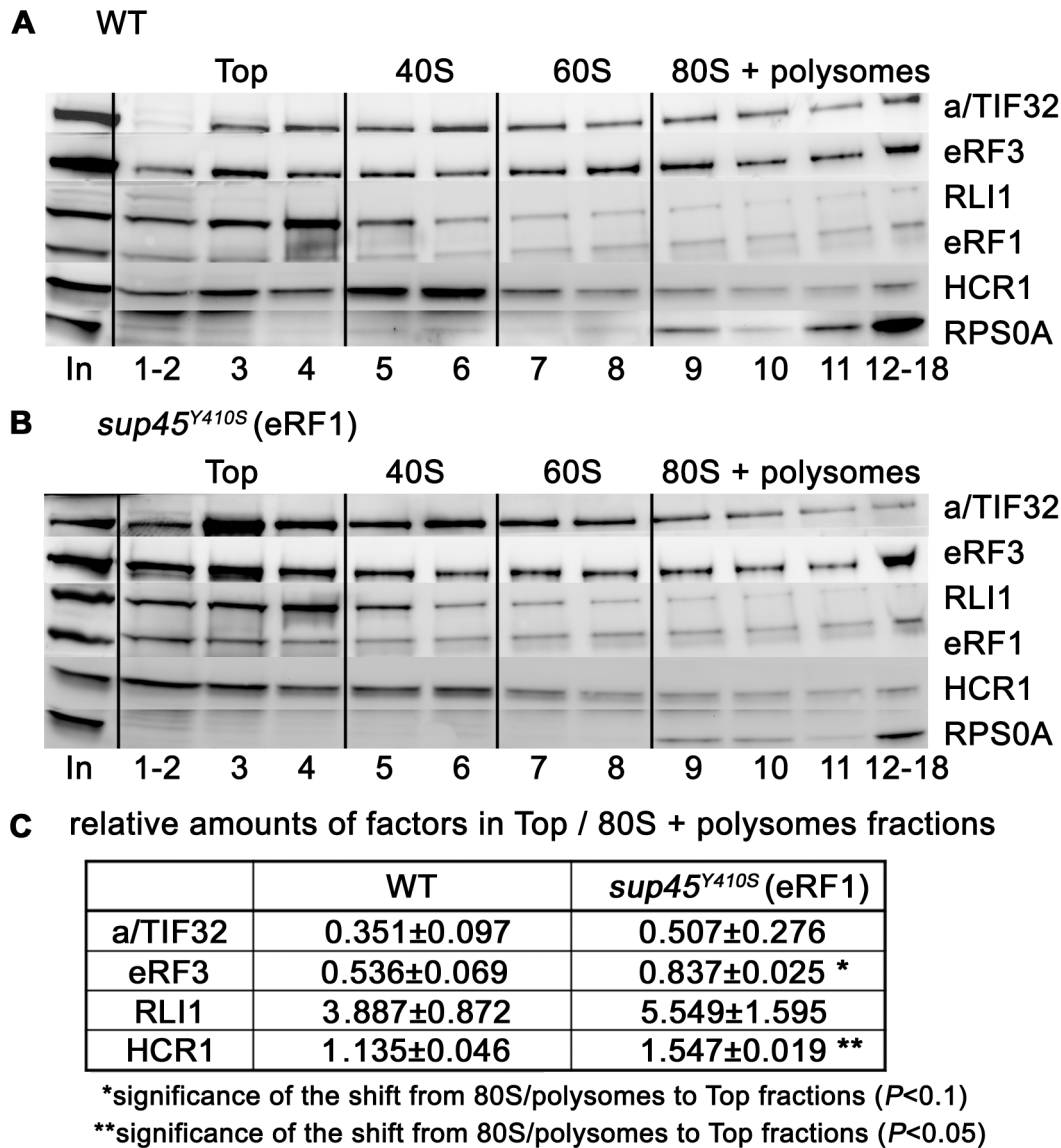 A WT
Top 40S 60S 80S + polysomes
a/TIF32
eRF3
RLI1
eRF1
HCR1
RPS0A
In 1-2 3 4 5 6 7 8 9 10 11 12-18
B sup45Y410S (eRF1)
Top 40S 60S 80S + polysomes
a/TIF32
eRF3
RLI1
eRF1
HCR1
RPS0A
In 1-2 3 4 5 6 7 8 9 10 11 12-18
C relative amounts of factors in Top / 80S + polysomes fractions
WT sup45Y410S (eRF1)
a/TIF32 0.351±0.097 0.507±0.276
eRF3 0.536±0.069 0.837±0.025 *
RLI1 3.887±0.872 5.549±1.595
HCR1 1.135±0.046 1.547±0.019 **
*significance of the shift from 80S/polysomes to Top fractions (P<0.1)
**significance of the shift from 80S/polysomes to Top fractions (P<0.05)